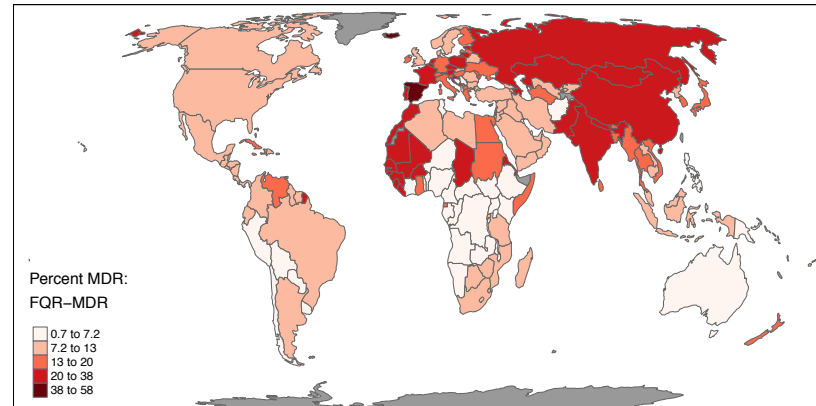 Percent MDR:
FQR−MDR
0.7 to 7.2
7.2 to 13
13 to 20
20 to 38
38 to 58